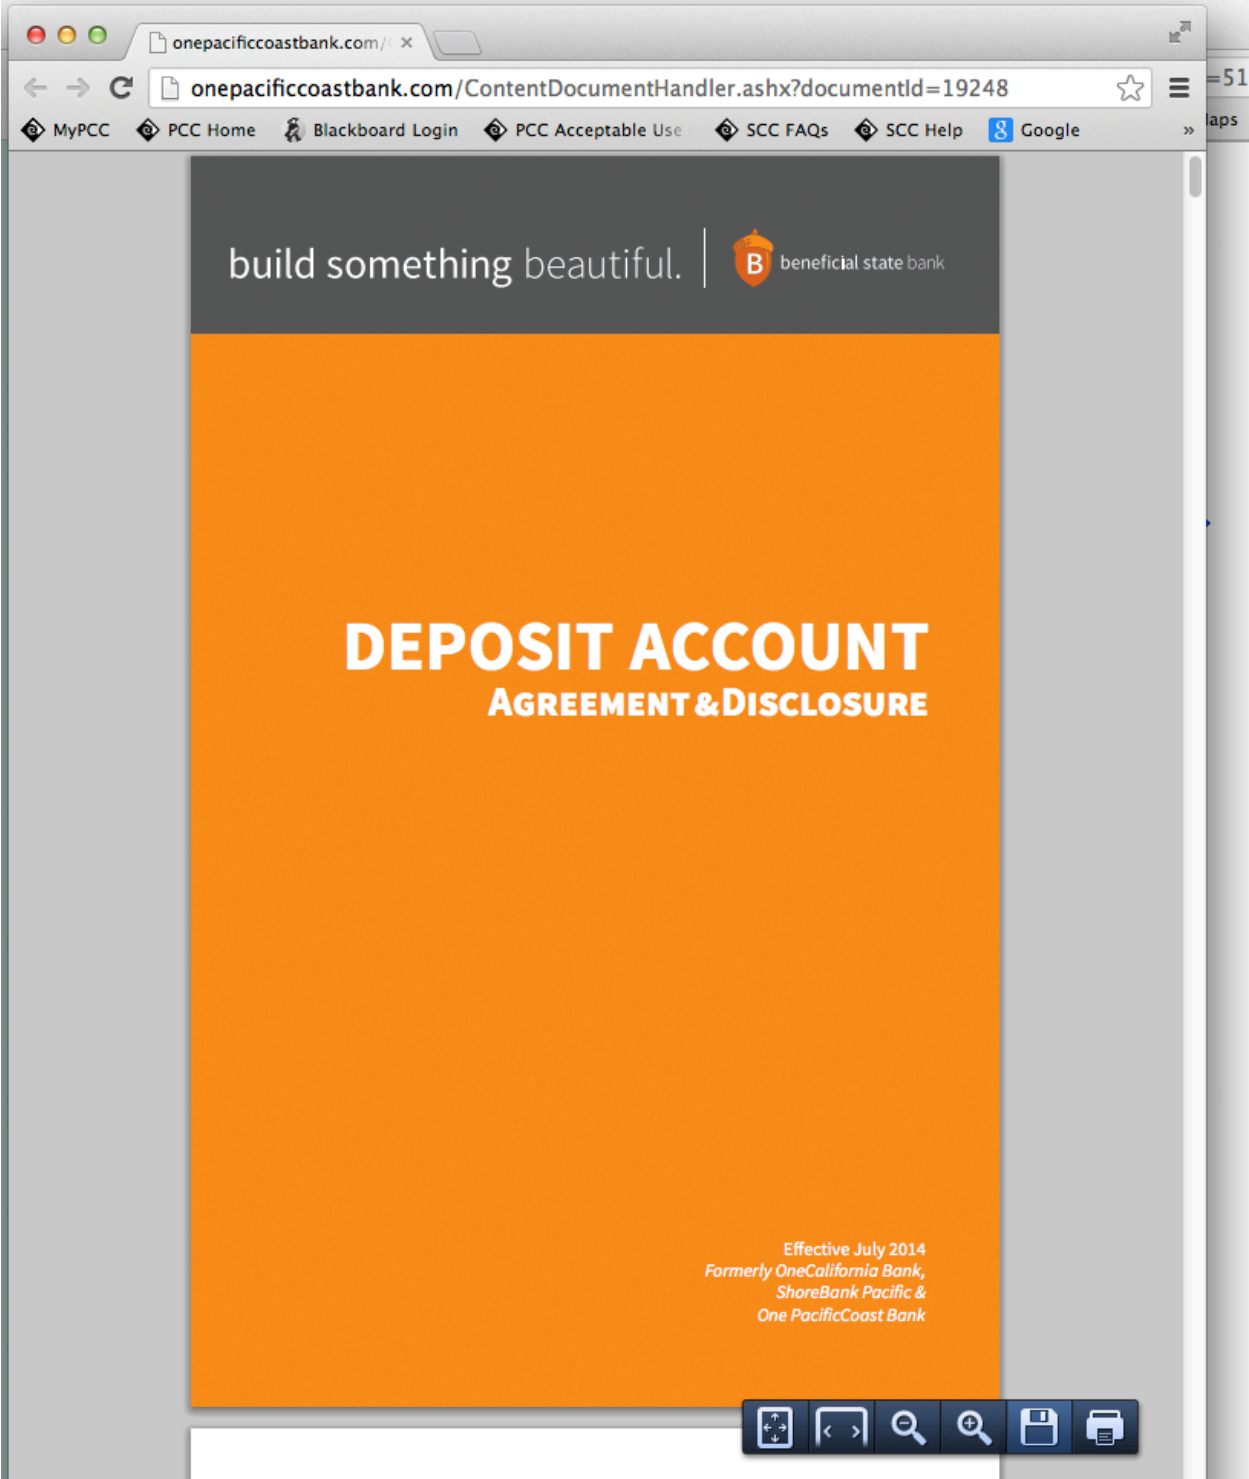 onepacificcoastbank.com/
onepacificcoastbank.com/ContentDocumentHandler.ashx?documentId=19248
=51
MyPCC PCC Home Blackboard Login PCC Acceptable Use SCC FAQs SCC Help Google »
laps
build something beautiful.
B beneficial state bank
DEPOSIT ACCOUNT
AGREEMENT & DISCLOSURE
Effective July 2014
Formerly OneCalifornia Bank,
ShoreBank Pacific &
One PacificCoast Bank